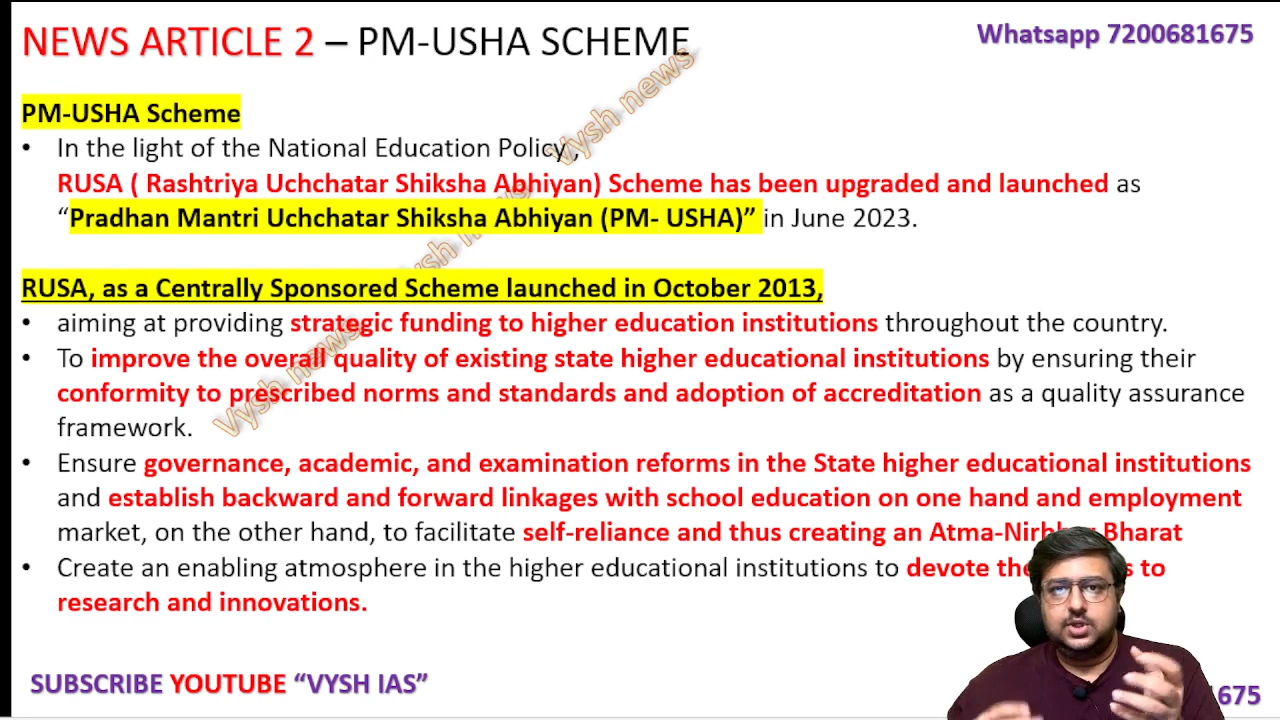 NEWS ARTICLE 2 – PM-USHA SCHEME
Whatsapp 7200681675
PM-USHA Scheme
• In the light of the National Education Policy ,
RUSA ( Rashtriya Uchchatar Shiksha Abhiyan) Scheme has been upgraded and launched as
“Pradhan Mantri Uchchatar Shiksha Abhiyan (PM- USHA)” in June 2023.
Vysh news
RUSA, as a Centrally Sponsored Scheme launched in October 2013,
• aiming at providing strategic funding to higher education institutions throughout the country.
• To improve the overall quality of existing state higher educational institutions by ensuring their
conformity to prescribed norms and standards and adoption of accreditation as a quality assurance
framework.
Vysh news
• Ensure governance, academic, and examination reforms in the State higher educational institutions
and establish backward and forward linkages with school education on one hand and employment
market, on the other hand, to facilitate self-reliance and thus creating an Atma-Nirbhar Bharat
• Create an enabling atmosphere in the higher educational institutions to devote to
research and innovations.
SUBSCRIBE YOUTUBE “VYSH IAS”
675